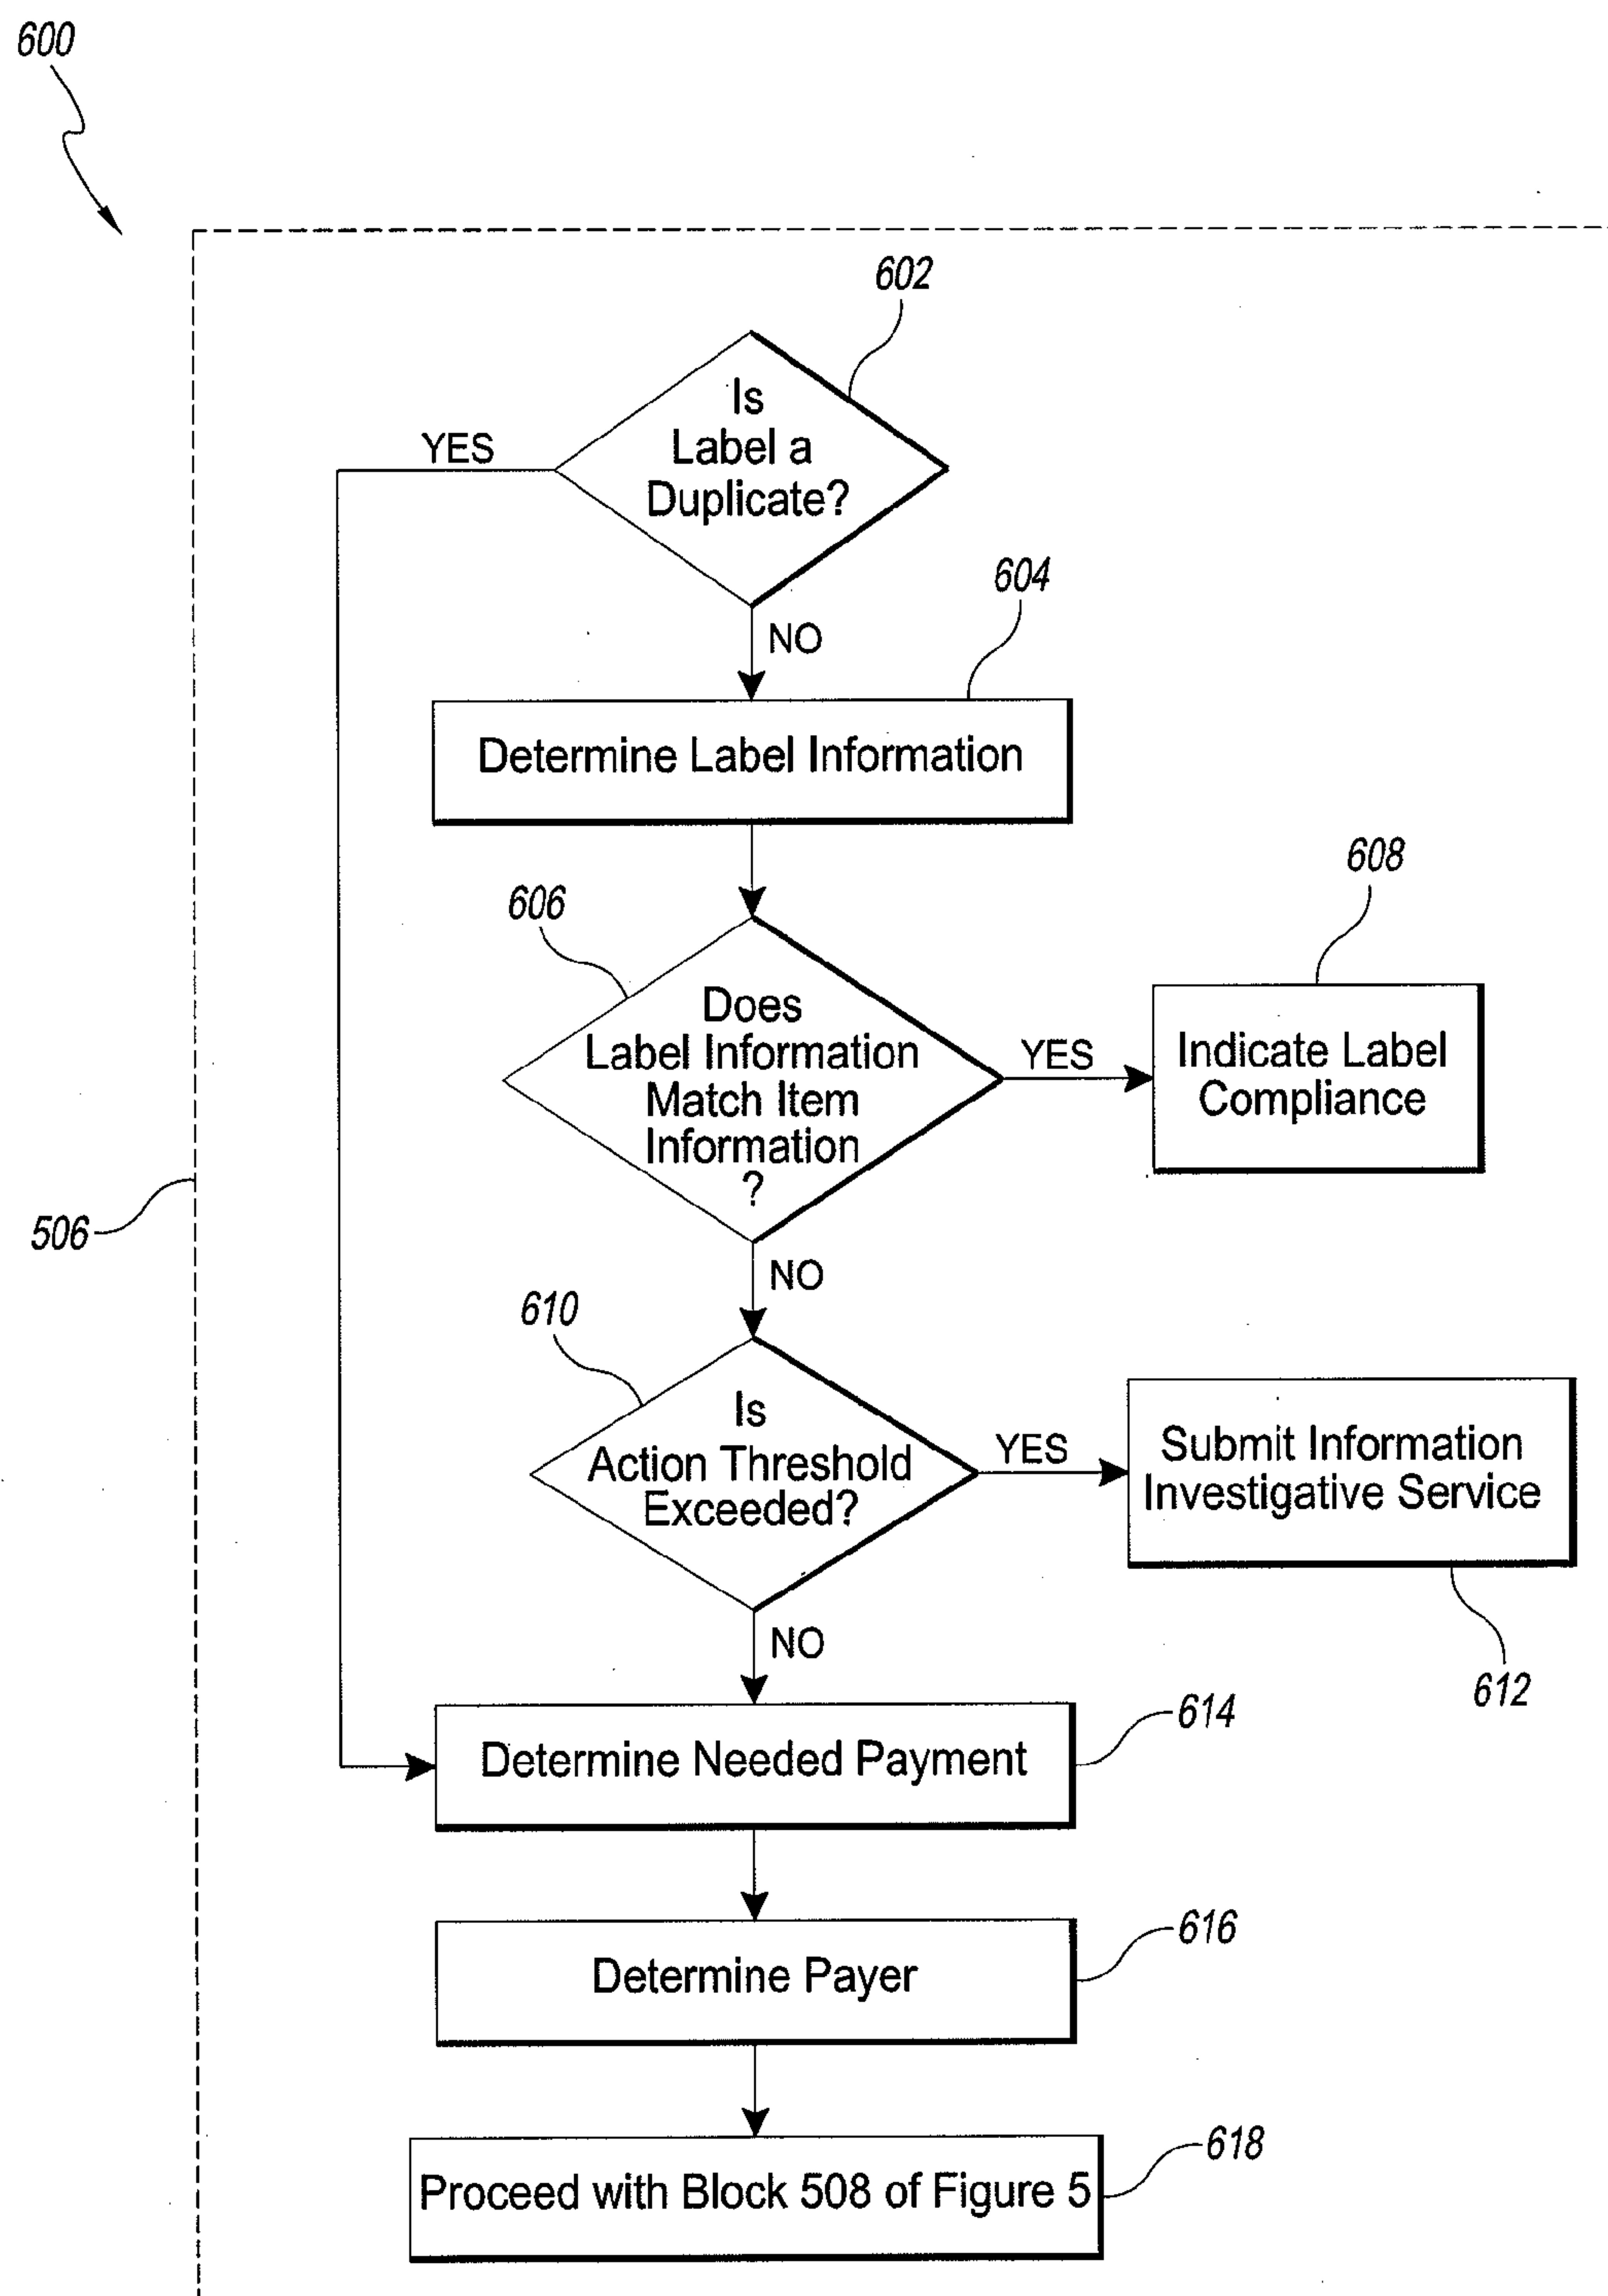 600
602
Is
Label a
Duplicate?
YES
NO
604
Determine Label Information
606
Does
Label Information
Match Item
Information
?
YES
608
Indicate Label
Compliance
506
NO
610
Is
Action Threshold
Exceeded?
YES
Submit Information
Investigative Service
612
NO
614
Determine Needed Payment
616
Determine Payer
618
Proceed with Block 508 of Figure 5